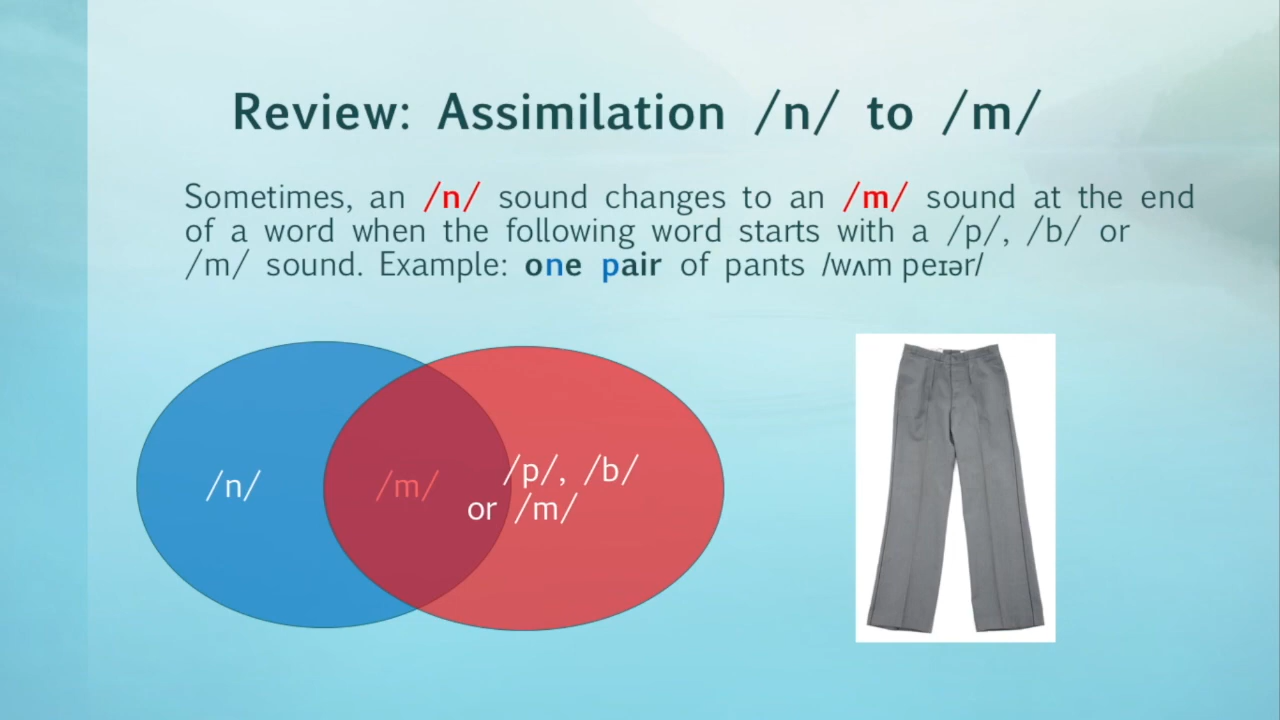 Review: Assimilation /n/ to /m/
Sometimes, an /n/ sound changes to an /m/ sound at the end
of a word when the following word starts with a /p/, /b/ or
/m/ sound. Example: one pair of pants /wʌm peɪər/
/n/
/m/
/p/, /b/
or /m/